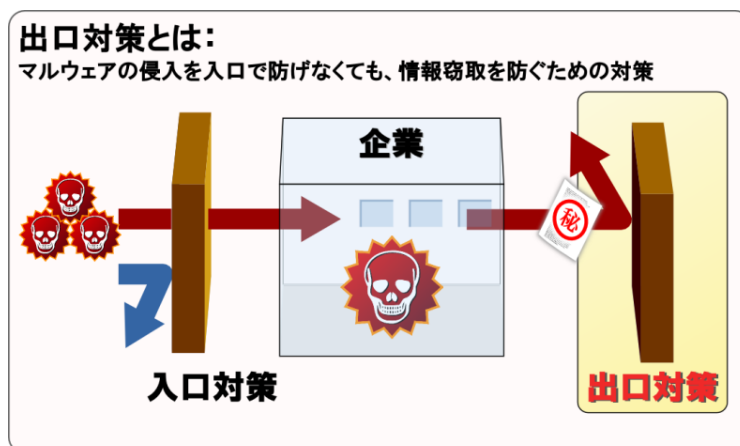 出口対策とは：
マルウェアの侵入を入口で防げなくても、情報窃取を防ぐための対策
企業
秘
入口対策
出口対策